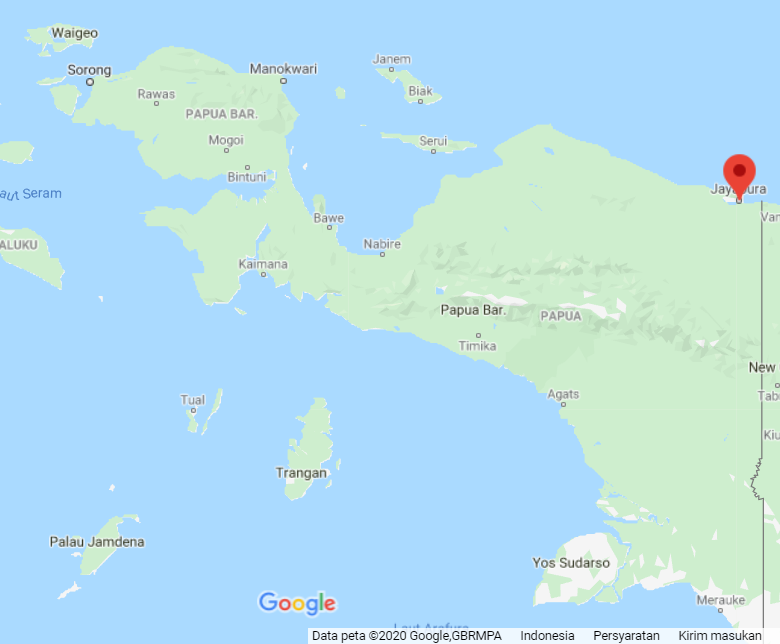 Waigeo
Sorong
Manokwari
Janem
Rawas
Biak
PAPUA BAR.
Mogoi
Serui
Bintuni
aut Seram
Bawe
Nabire
ALUKU
Kaimana
Papua Bar.
PAPUA
Timika
New
Agats
Tab
Tual
Kiu
Trangan
Palau Jamdena
Yos Sudarso
Merauke
Google
Laut Arafura
Data peta ©2020 Google,GBRMPA Indonesia Persyaratan Kirim masukan